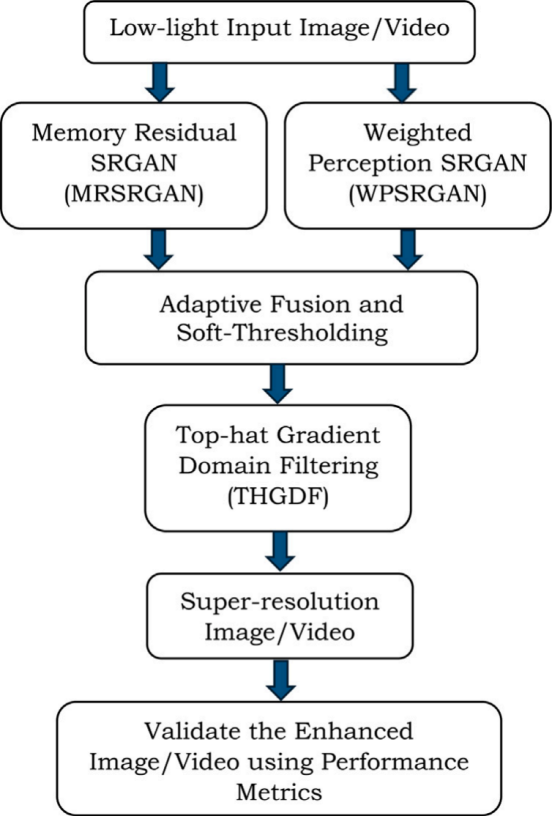 Low-light Input Image/Video
Memory Residual
SRGAN
(MRSRGAN)
Weighted
Perception SRGAN
(WPSRGAN)
Adaptive Fusion and
Soft-Thresholding
Top-hat Gradient
Domain Filtering
(THGDF)
Super-resolution
Image/Video
Validate the Enhanced
Image/Video using Performance
Metrics